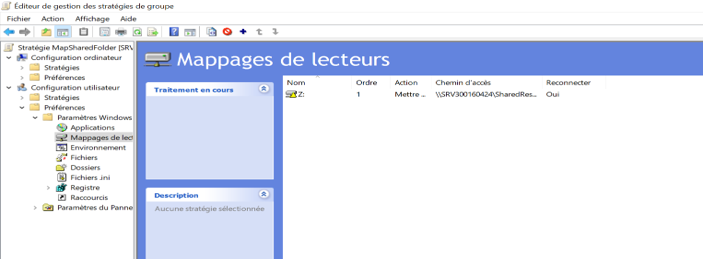 Éditeur de gestion des stratégies de groupe
Fichier Action Affichage Aide
Stratégie MapSharedFolder [SRV
Configuration ordinateur
Stratégies
Préférences
Configuration utilisateur
Stratégies
Préférences
Paramètres Windows
Applications
Mappages de lect
Environnement
Fichiers
Dossiers
Fichiers .ini
Registre
Raccourcis
Paramètres du Panne
Mappages de lecteurs
Traitement en cours
Description
Aucune stratégie sélectionnée
Nom Ordre Action Chemin d'accès Reconnecter
Z: 1 Mettre ... \\SRV300160424\SharedRes... Oui